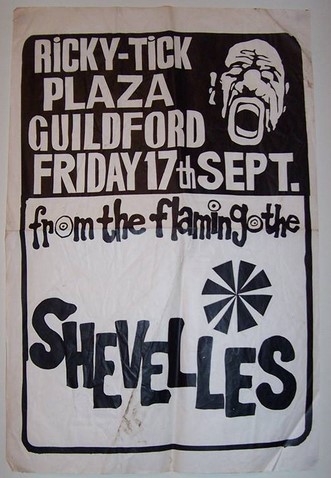 RiCKY-TiCK
PLAZA
GUiLDFORD
FRIDAY 17th SEPT.
from the flamingo the
SHEVELLES